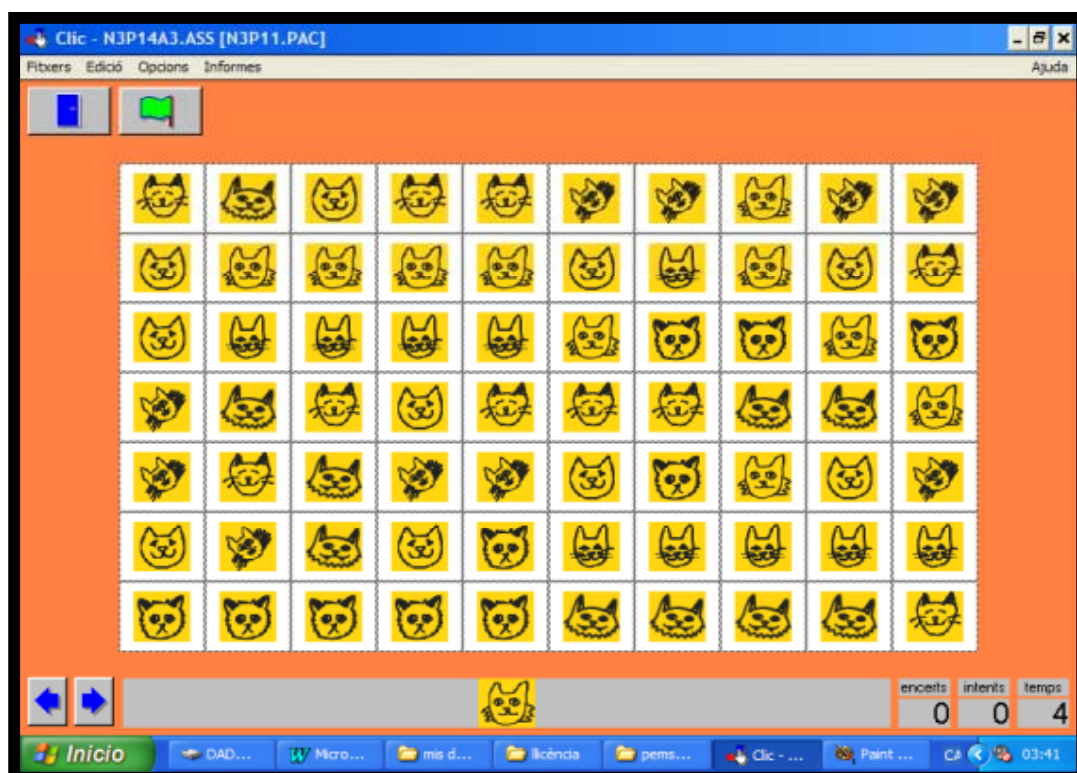 Clic - N3P14A3.ASS [N3P11.PAC]
Fitxers Edició Opcions Informes Ajuda
encerts intents temps
0 0 4
Inicio DAD... Micro... mis d... llicència pems... Clic - ... Paint ... CA 03:41